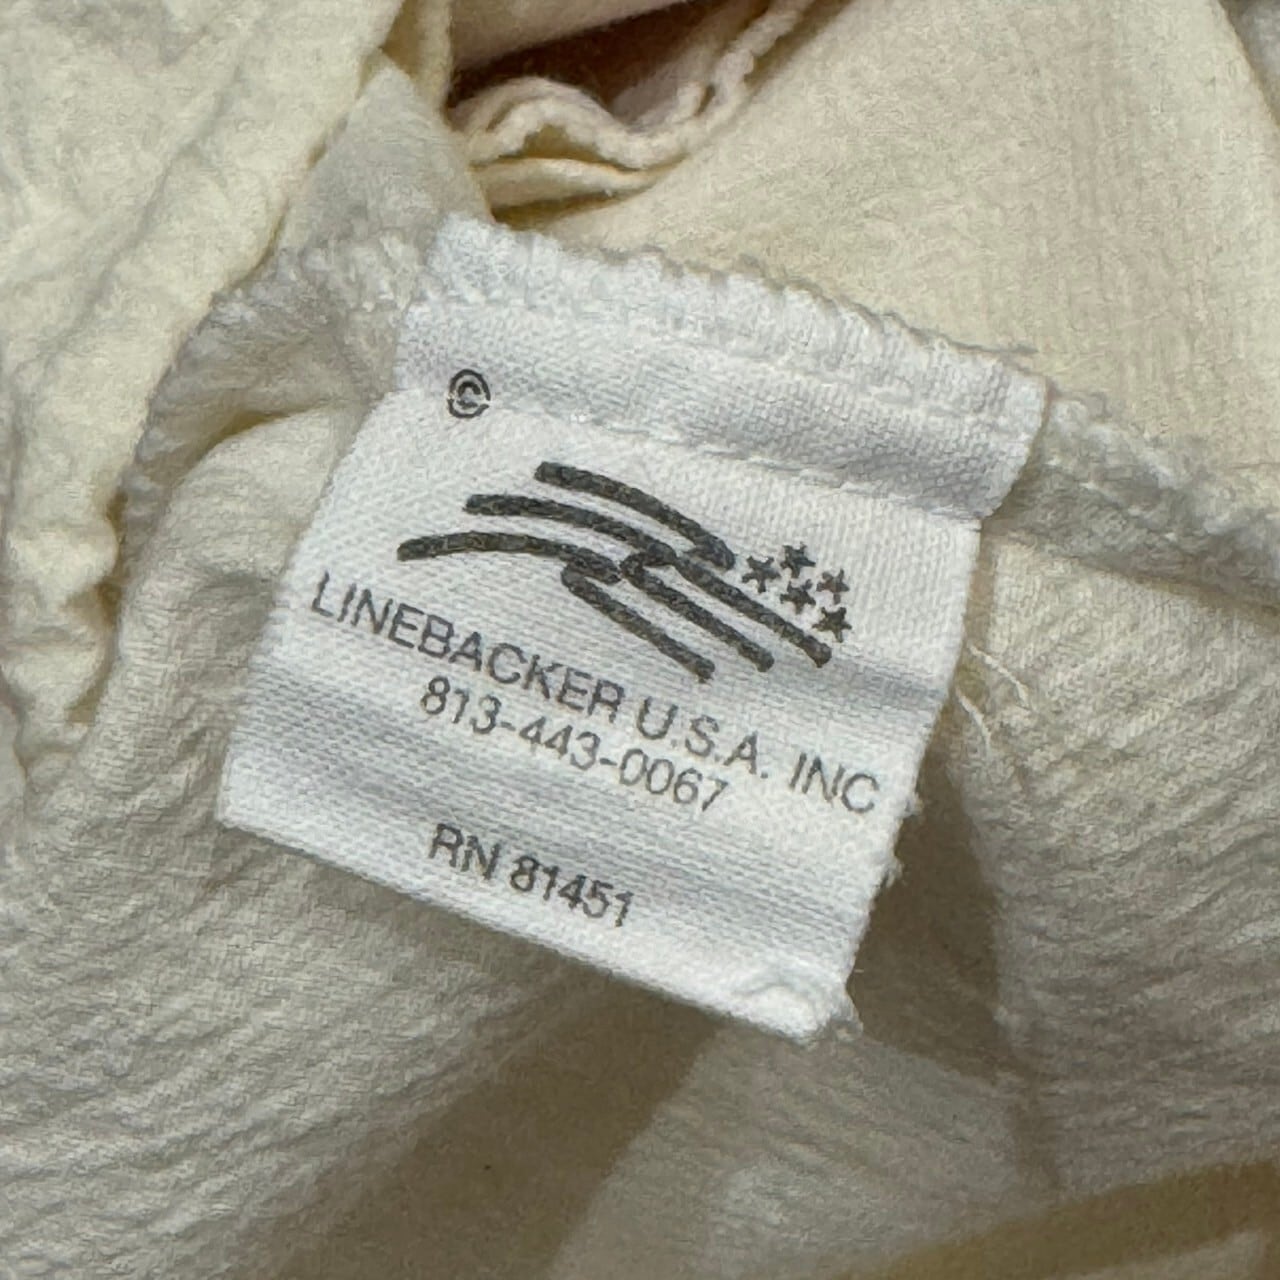 ©
LINEBACKER U.S.A. INC
813-443-0067
RN 81451